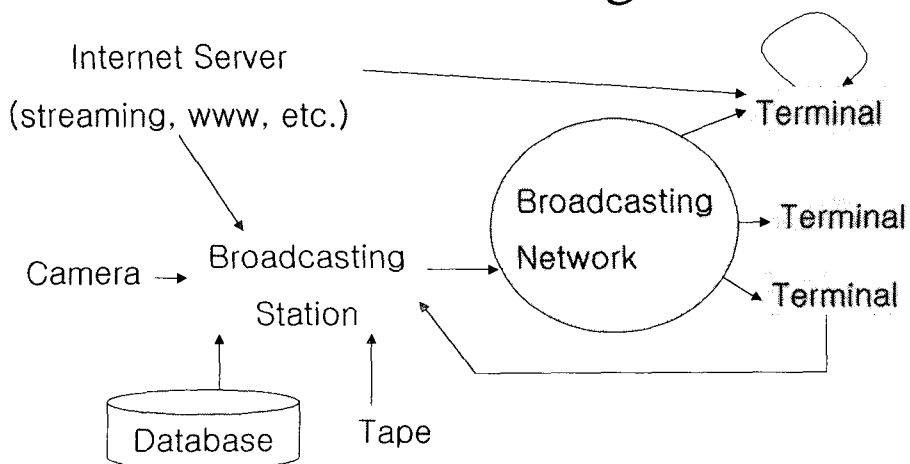 Internet Server
(streaming, www, etc.)
Terminal
Broadcasting
Network
Terminal
Camera
Broadcasting
Station
Terminal
Database
Tape